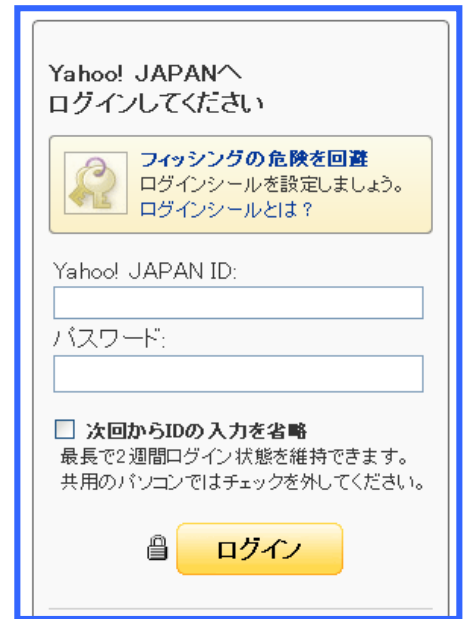 Yahoo! JAPANへ
ログインしてください
フィッシングの危険を回避
ログインシールを設定しましょう。
ログインシールとは？
Yahoo! JAPAN ID:
パスワード:
次回からIDの入力を省略
最長で2週間ログイン状態を維持できます。
共用のパソコンではチェックを外してください。
ログイン